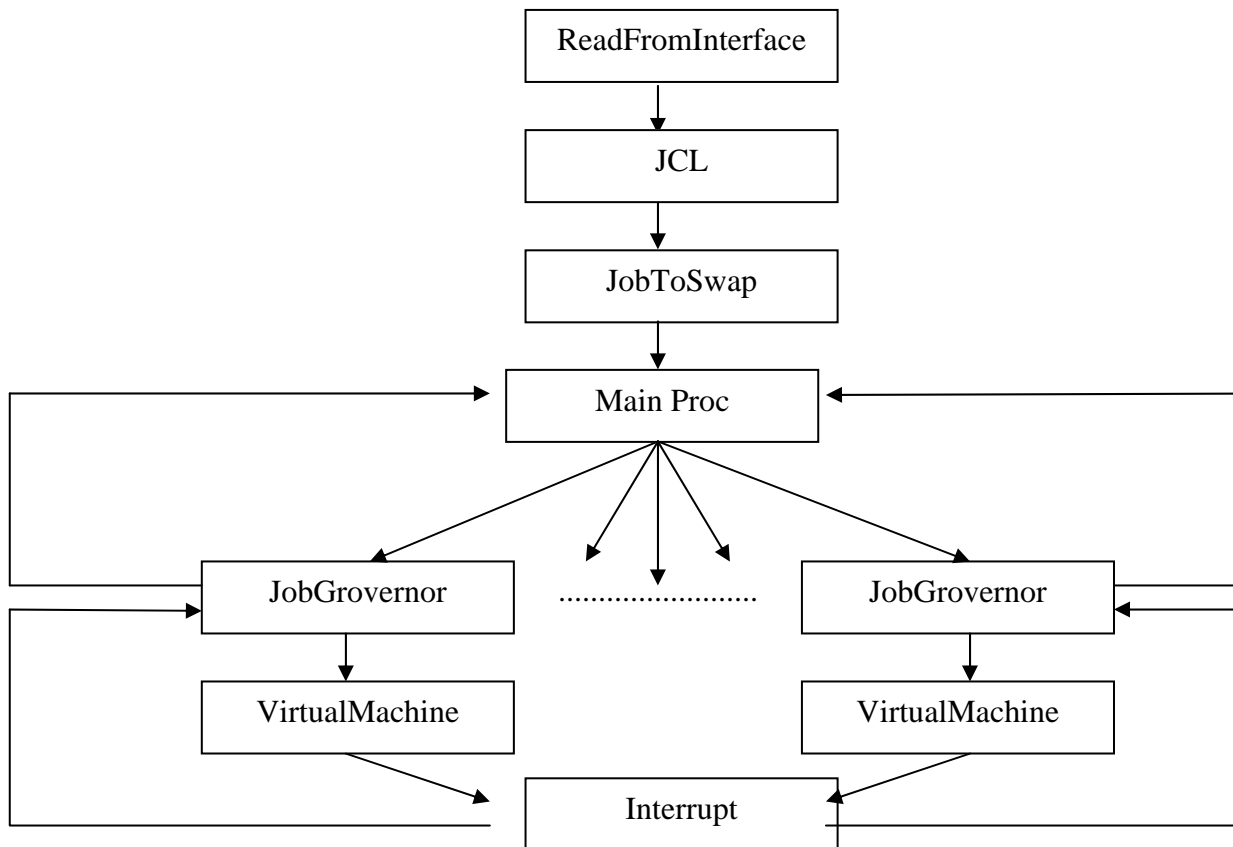 ReadFromInterface
JCL
JobToSwap
Main Proc
JobGrovernor
.........................
JobGrovernor
VirtualMachine
VirtualMachine
Interrupt